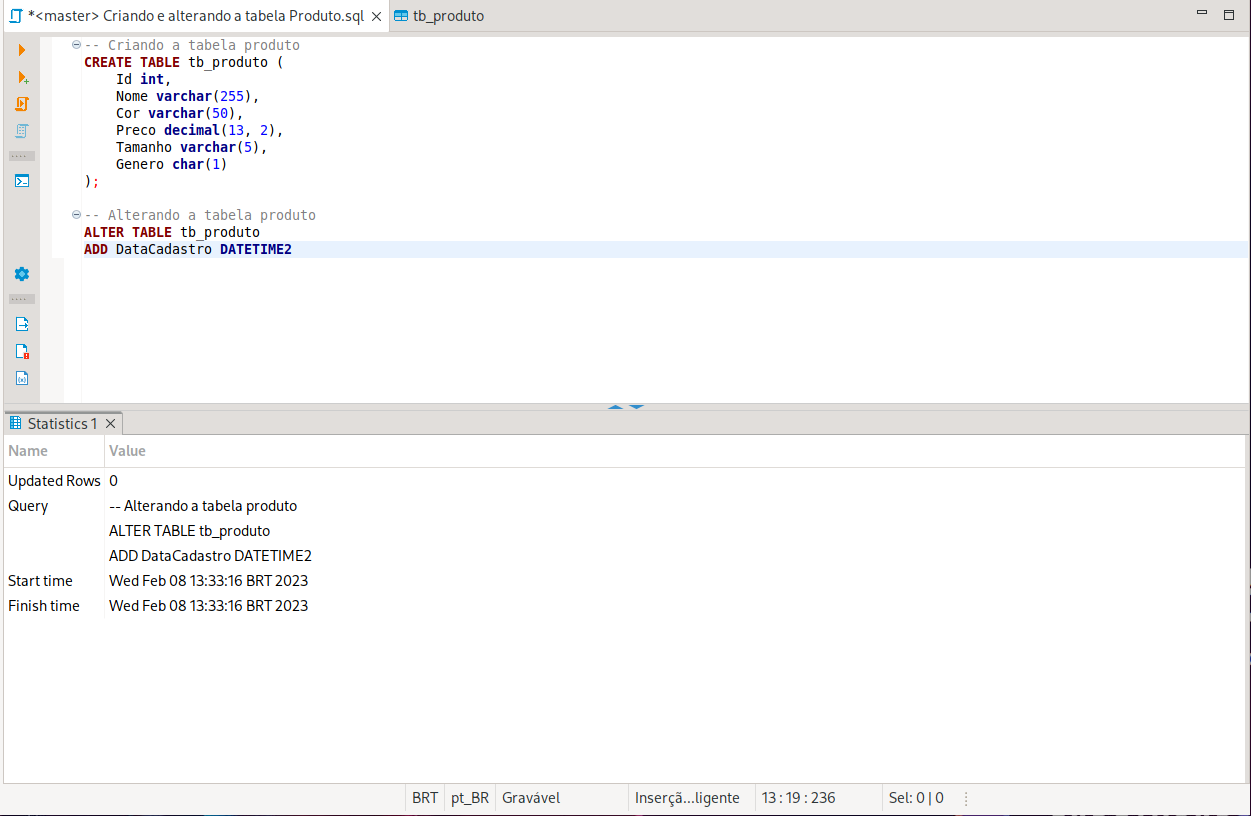 *<master> Criando e alterando a tabela Produto.sql
tb_produto
-- Criando a tabela produto
CREATE TABLE tb_produto (
Id int,
Nome varchar(255),
Cor varchar(50),
Preco decimal(13, 2),
Tamanho varchar(5),
Genero char(1)
);
-- Alterando a tabela produto
ALTER TABLE tb_produto
ADD DataCadastro DATETIME2
Statistics 1
Name Value
Updated Rows 0
Query -- Alterando a tabela produto
ALTER TABLE tb_produto
ADD DataCadastro DATETIME2
Start time Wed Feb 08 13:33:16 BRT 2023
Finish time Wed Feb 08 13:33:16 BRT 2023
BRT pt_BR Gravável Inserçã...ligente 13 : 19 : 236 Sel: 0 | 0